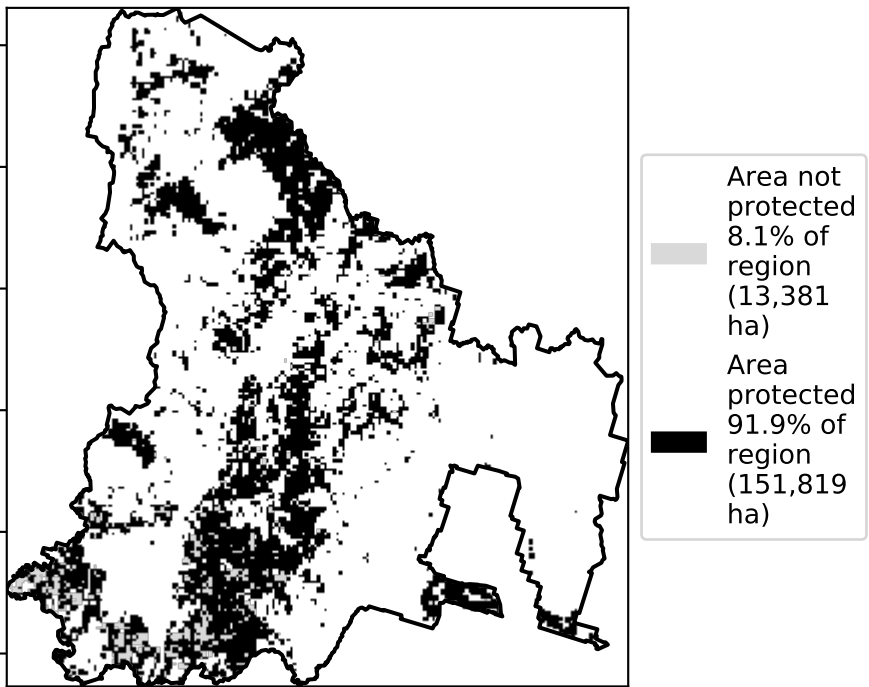 Area not
protected
8.1% of
region
(13,381
ha)
Area
protected
91.9% of
region
(151,819
ha)